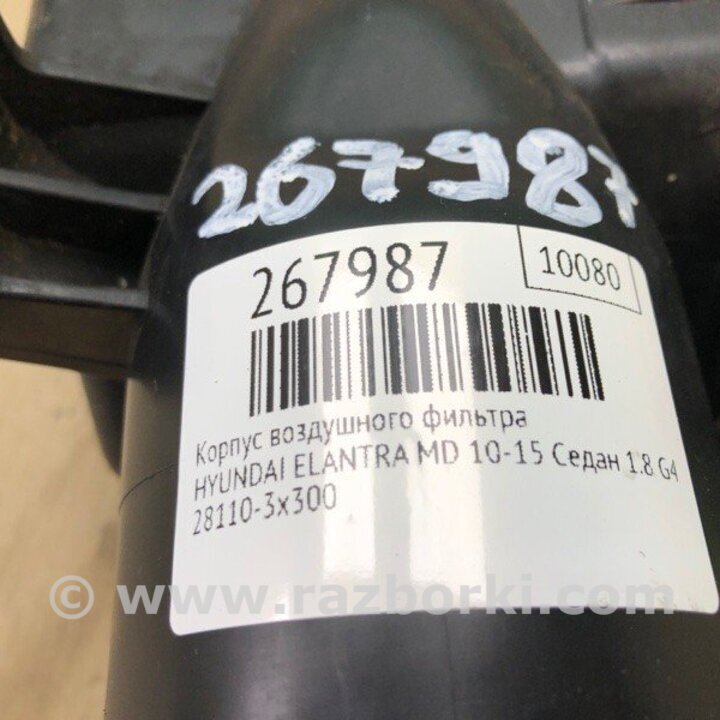 267987
267987
10080
Корпус воздушного фильтра
HYUNDAI ELANTRA MD 10-15 Седан 1.8 G4
28110-3x300
© www.razborki.com